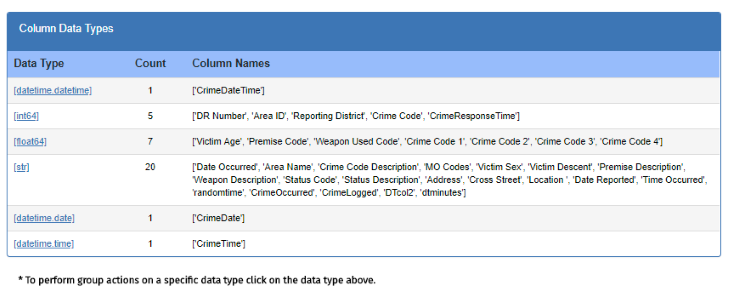 Column Data Types
Data Type Count Column Names
[datetime.datetime] 1 ['CrimeDateTime']
[int64] 5 ['DR Number', 'Area ID', 'Reporting District', 'Crime Code', 'CrimeResponseTime']
[float64] 7 ['Victim Age', 'Premise Code', 'Weapon Used Code', 'Crime Code 1', 'Crime Code 2', 'Crime Code 3', 'Crime Code 4']
[str] 20 ['Date Occurred', 'Area Name', 'Crime Code Description', 'MO Codes', 'Victim Sex', 'Victim Descent', 'Premise Description',
'Weapon Description', 'Status Code', 'Status Description', 'Address', 'Cross Street', 'Location ', 'Date Reported', 'Time Occurred',
'randomtime', 'CrimeOccurred', 'CrimeLogged', 'DTcol2', 'dtminutes']
[datetime.date] 1 ['CrimeDate']
[datetime.time] 1 ['CrimeTime']
* To perform group actions on a specific data type click on the data type above.